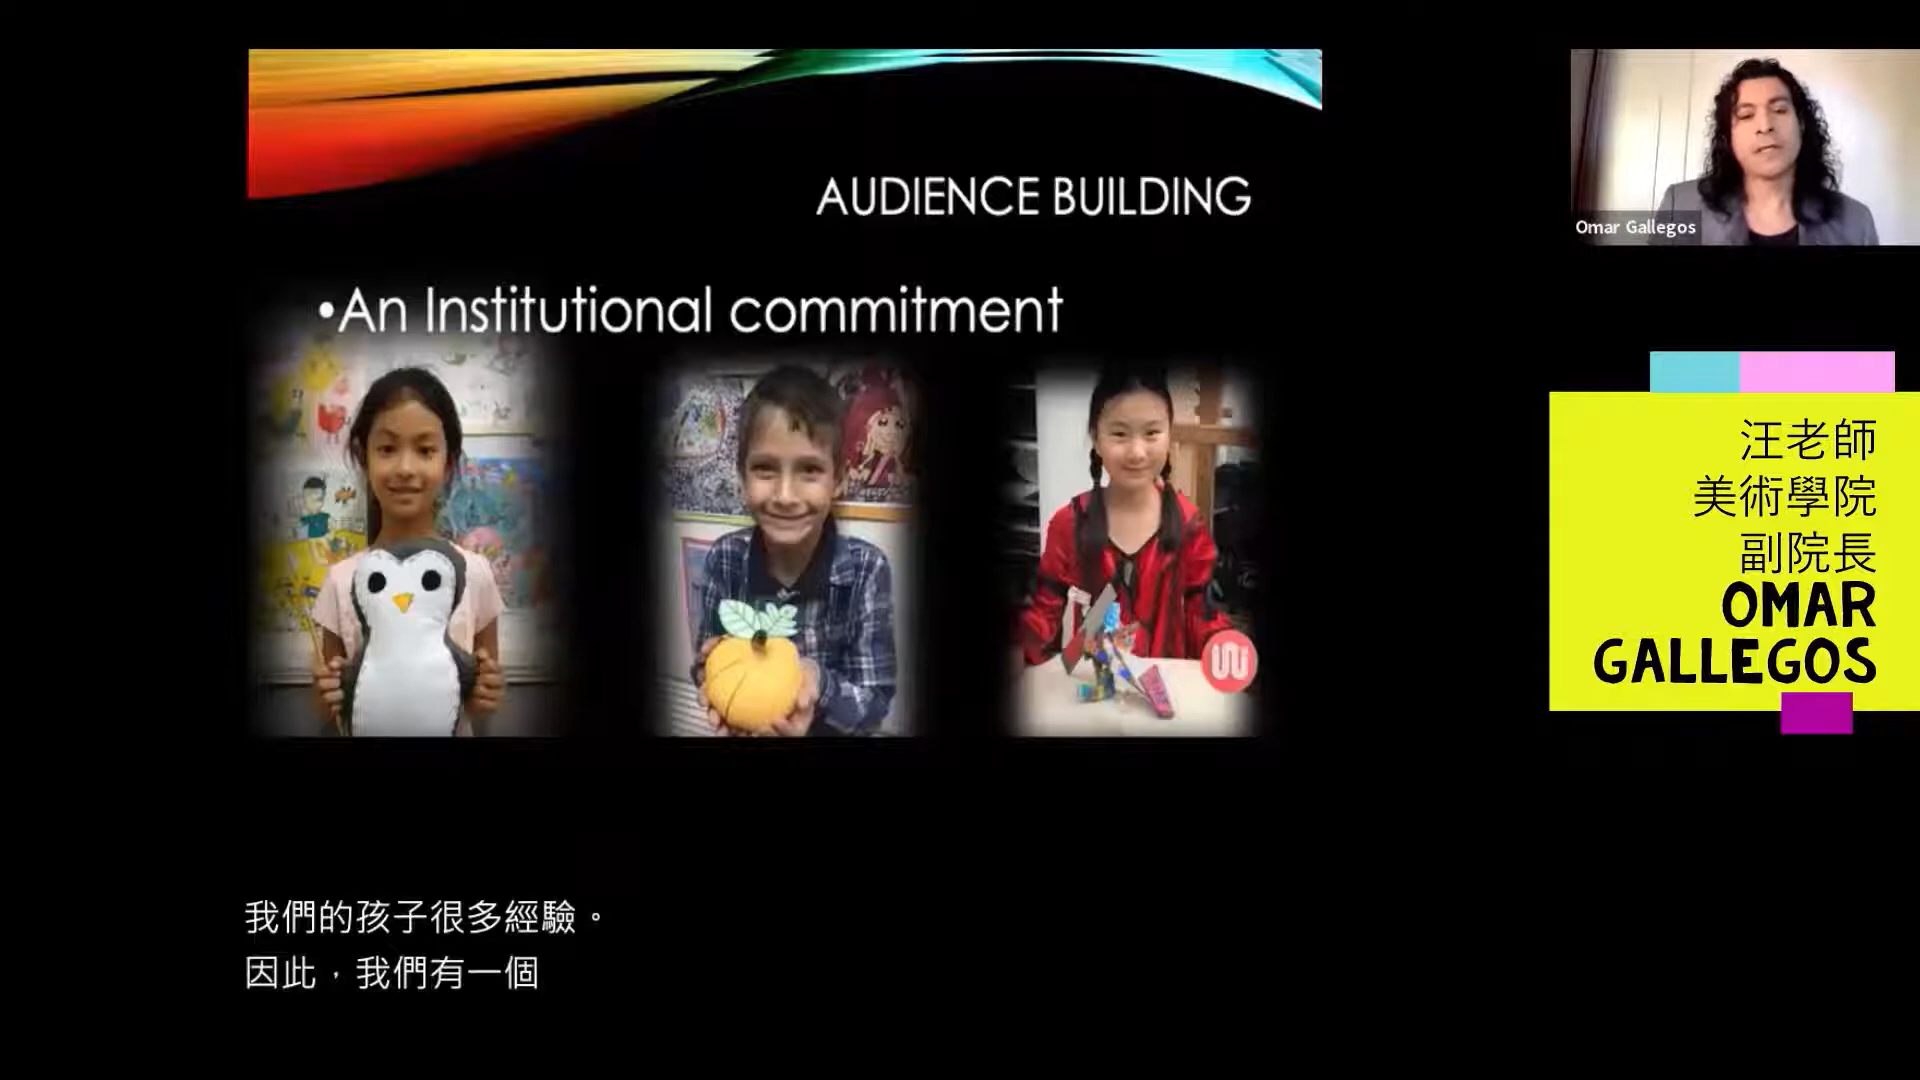 AUDIENCE BUILDING
•An Institutional commitment
Omar Gallegos
汪老師
美術學院
副院長
OMAR
GALLEGOS
我們的孩子很多經驗。
因此，我們有一個